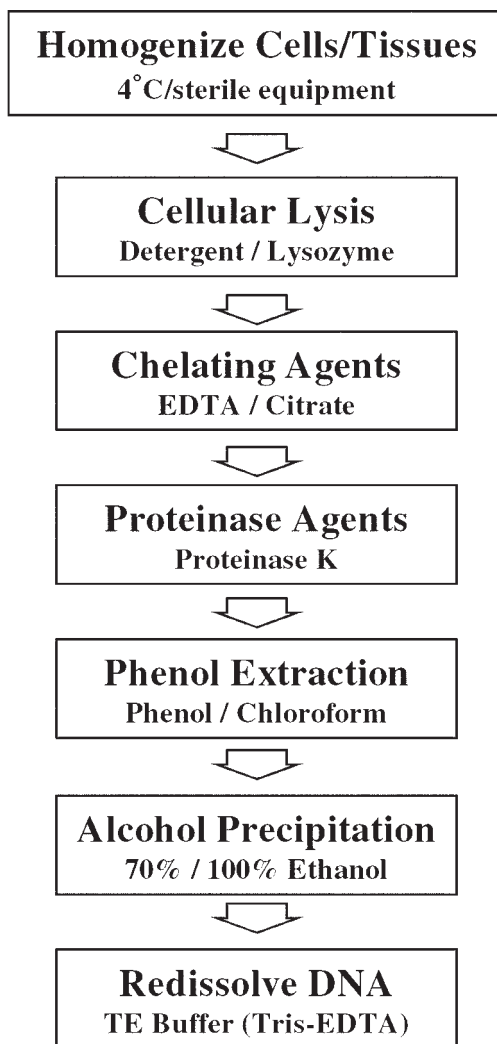 Homogenize Cells/Tissues
4°C/sterile equipment
Cellular Lysis
Detergent / Lysozyme
Chelating Agents
EDTA / Citrate
Proteinase Agents
Proteinase K
Phenol Extraction
Phenol / Chloroform
Alcohol Precipitation
70% / 100% Ethanol
Redissolve DNA
TE Buffer (Tris-EDTA)